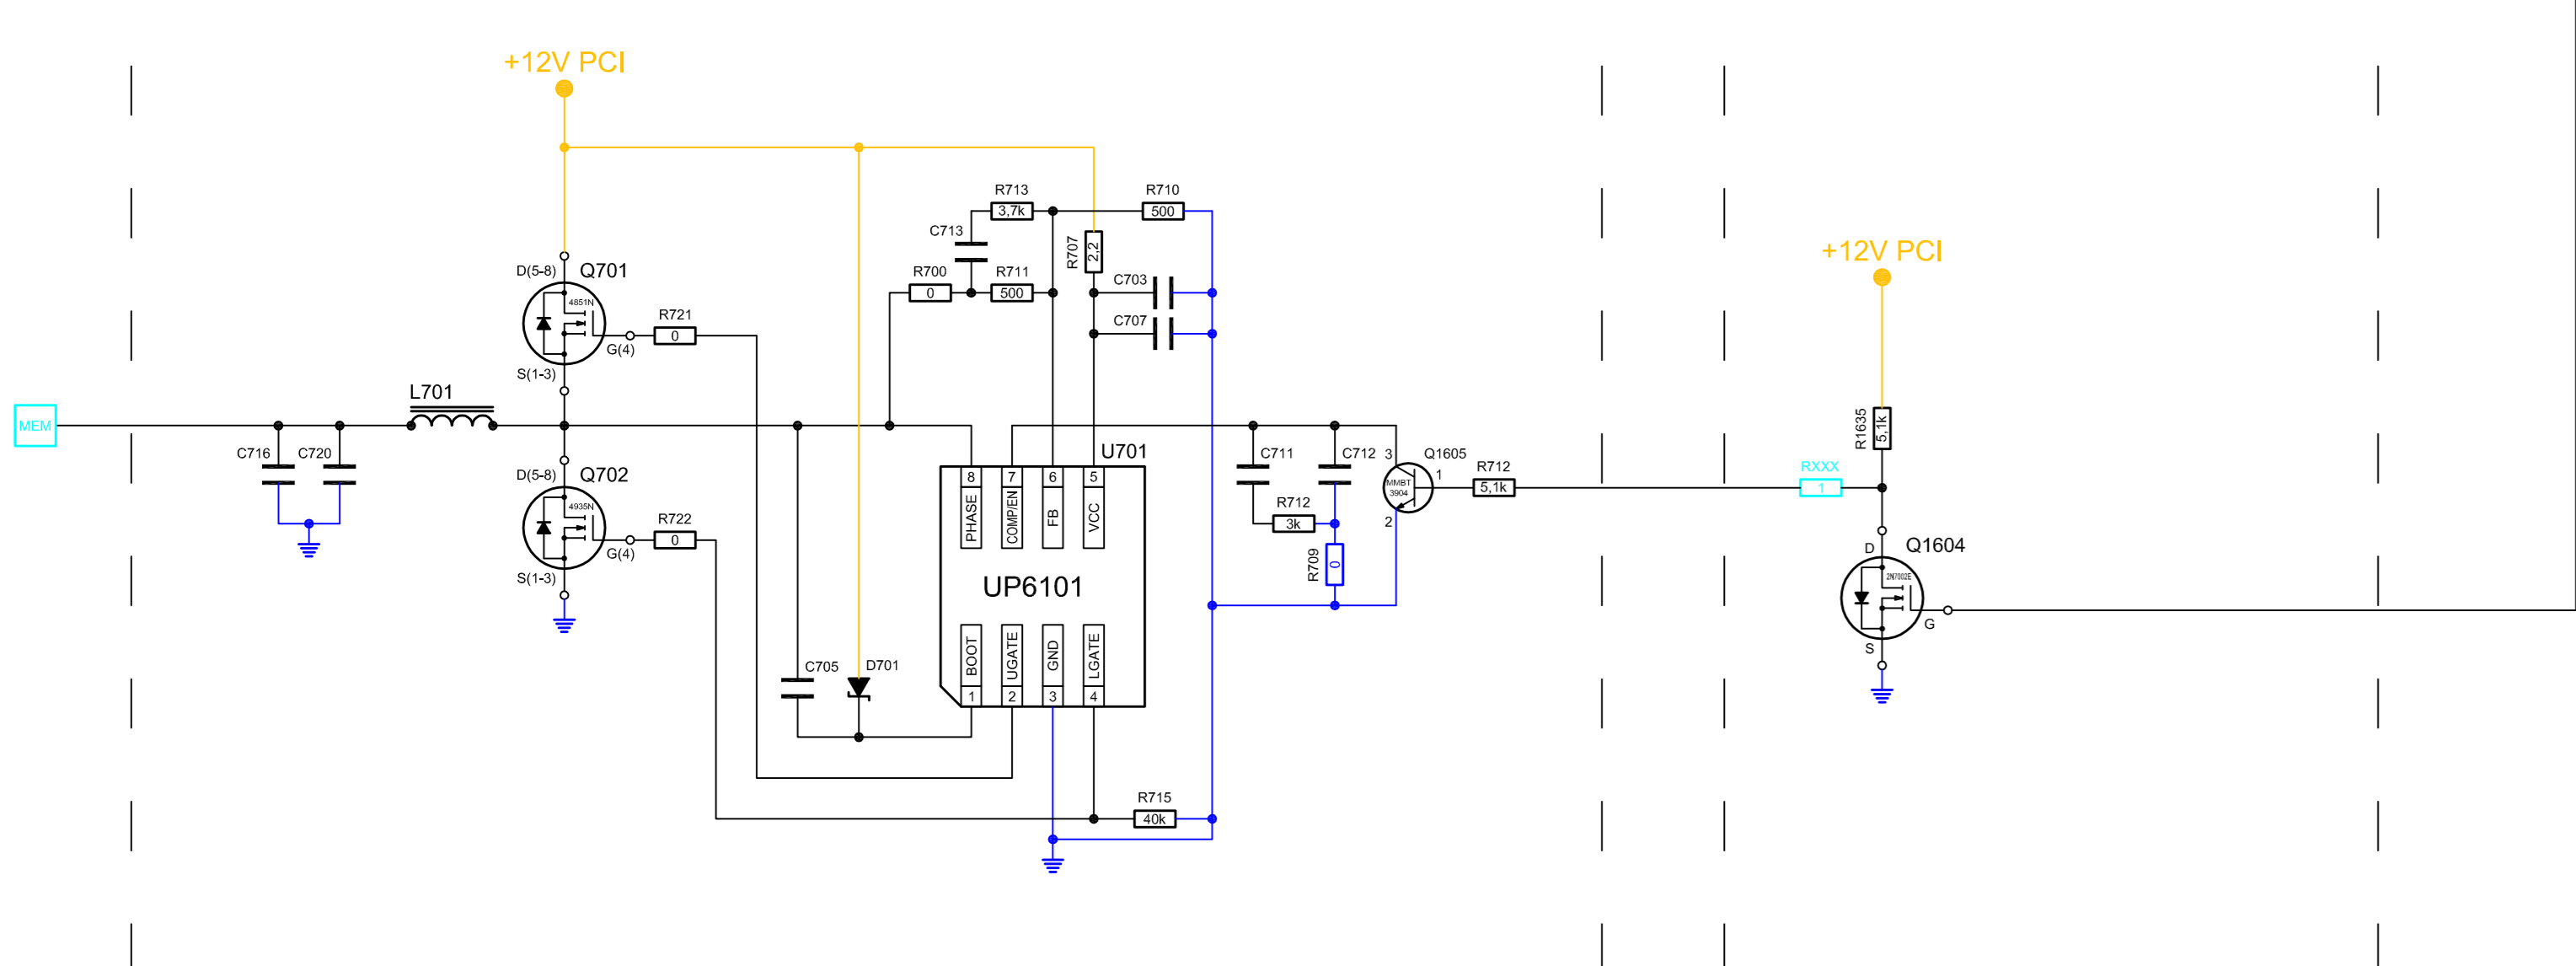 +12V PCI
R713
3,7k
R710
500
C713
R707
2,2
+12V PCI
D(5-8)
Q701
4851N
R700
0
R711
500
C703
R721
0
C707
G(4)
S(1-3)
L701
MEM
R1635
5,1k
C716
C720
D(5-8)
Q702
4935N
U701
C711
C712
3
Q1605
1
MMBT
3904
2
R712
5,1k
RXXX
1
8
PHASE
7
COMP/EN
6
FB
5
VCC
R712
3k
R722
0
G(4)
S(1-3)
R709
0
D
Q1604
2N7002E
G
S
UP6101
C705
D701
BOOT
1
UGATE
2
GND
3
LGATE
4
R715
40k